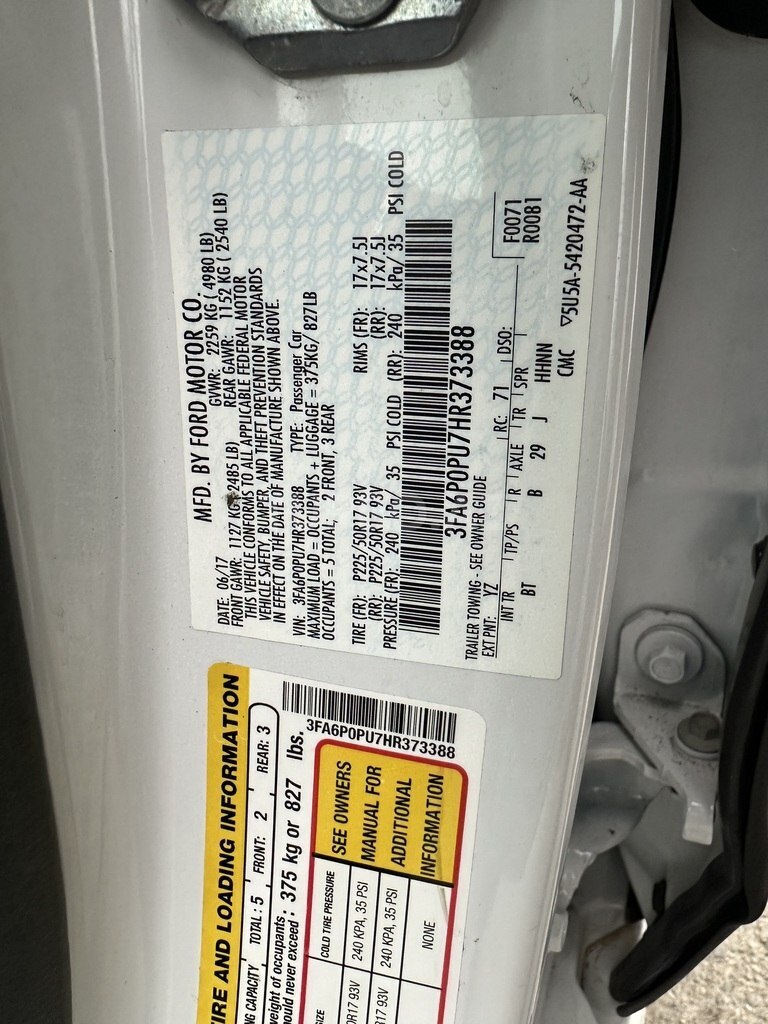 MFD. BY FORD MOTOR CO.
DATE: 06/17 GVWR: 2259 KG ( 4980 LB)
FRONT GAWR: 1127 KG 2485 LB) REAR GAWR: 1152 KG ( 2540 LB)
THIS VEHICLE CONFORMS TO ALL APPLICABLE FEDERAL MOTOR
VEHICLE SAFETY, BUMPER, AND THEFT PREVENTION STANDARDS
IN EFFECT ON THE DATE OF MANUFACTURE SHOWN ABOVE.
VIN: 3FA6P0PU7HR373388 TYPE: Passenger Car
MAXIMUM LOAD = OCCUPANTS + LUGGAGE = 375KG/ 827LB
OCCUPANTS = 5 TOTAL; 2 FRONT, 3 REAR
TIRE (FR): P225/50R17 93V RIMS (FR): 17x7.5J
(RR): P225/50R17 93V (RR): 17x7.5J
PRESSURE (FR): 240 kPa/ 35 PSI COLD (RR): 240 kPa/ 35 PSI COLD
3FA6P0PU7HR373388
TRAILER TOWING - SEE OWNER GUIDE
EXT PNT: YZ RC: 71 DSO: F0071
R0081
INT TR TP/PS R AXLE TR SPR
BT B 29 J HHNN
CMC ▽5U5A-5420472-AA
IRE AND LOADING INFORMATION
NG CAPACITY TOTAL : 5 FRONT: 2 REAR: 3
weight of occupants
ould never exceed : 375 kg or 827 lbs.
3FA6P0PU7HR373388
SIZE COLD TIRE PRESSURE
0R17 93V 240 KPA, 35 PSI
R17 93V 240 KPA, 35 PSI
NONE
SEE OWNERS
MANUAL FOR
ADDITIONAL
INFORMATION